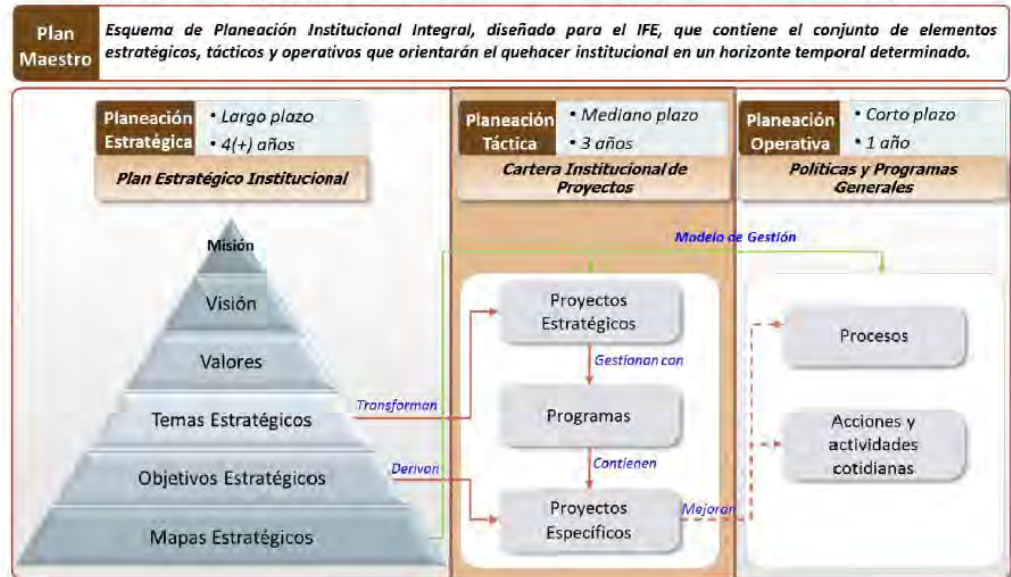 Plan
Maestro
Esquema de Planeación Institucional Integral, diseñado para el IFE, que contiene el conjunto de elementos
estratégicos, tácticos y operativos que orientarán el quehacer institucional en un horizonte temporal determinado.
Planeación
Estratégica
• Largo plazo
• 4(+) años
Plan Estratégico Institucional
Misión
Visión
Valores
Temas Estratégicos
Objetivos Estratégicos
Mapas Estratégicos
Transforman
Derivan
Planeación
Táctica
• Mediano plazo
• 3 años
Cartera Institucional de
Proyectos
Proyectos
Estratégicos
Gestionan con
Programas
Contienen
Proyectos
Específicos
Mejoran
Planeación
Operativa
• Corto plazo
• 1 año
Políticas y Programas
Generales
Modelo de Gestión
Procesos
Acciones y
actividades
cotidianas